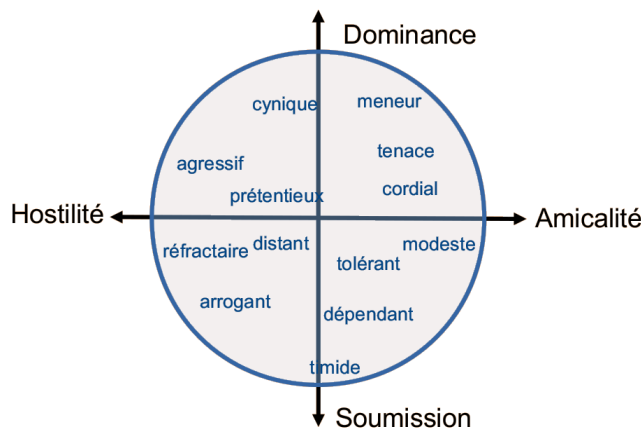 Dominance
cynique
meneur
tenace
agressif
cordial
prétentieux
Hostilité
Amicalité
réfractaire
distant
modeste
tolérant
arrogant
dépendant
timide
Soumission